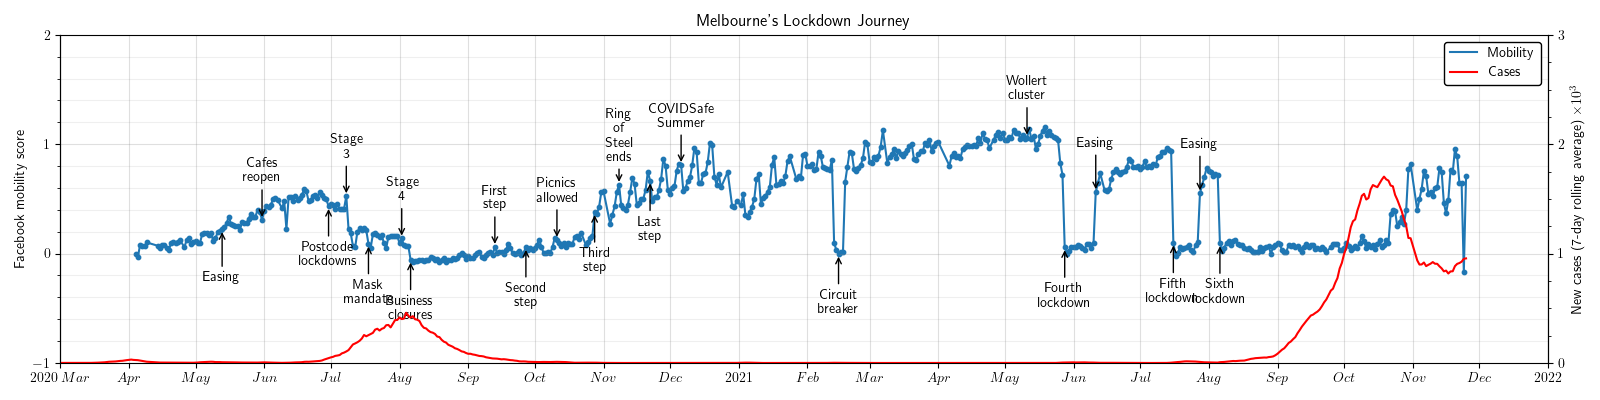 Melbourne's Lockdown Journey
Facebook mobility score
2
1
0
−1
New cases (7-day rolling average) ×10³
3
2
1
0
Mobility
Cases
Easing
Cafes
reopen
Postcode
lockdowns
Stage
3
Mask
mandate
Stage
4
Business
closures
First
step
Second
step
Picnics
allowed
Third
step
Ring
of
Steel
ends
Last
step
COVIDSafe
Summer
Circuit
breaker
Wollert
cluster
Fourth
lockdown
Easing
Fifth
lockdown
Easing
Sixth
lockdown
2020 Mar Apr May Jun Jul Aug Sep Oct Nov Dec 2021 Feb Mar Apr May Jun Jul Aug Sep Oct Nov Dec 2022